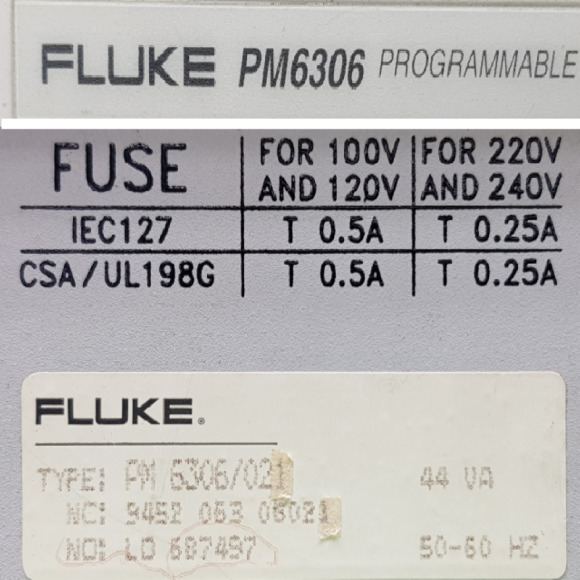 FLUKE PM6306 PROGRAMMABLE
FUSE FOR 100V AND 120V FOR 220V AND 240V
IEC127 T 0.5A T 0.25A
CSA/UL198G T 0.5A T 0.25A
FLUKE®
TYPE: PM 6306/021 44 VA
NC: 9452 063 06021
NO: LO 687497 50-60 HZ